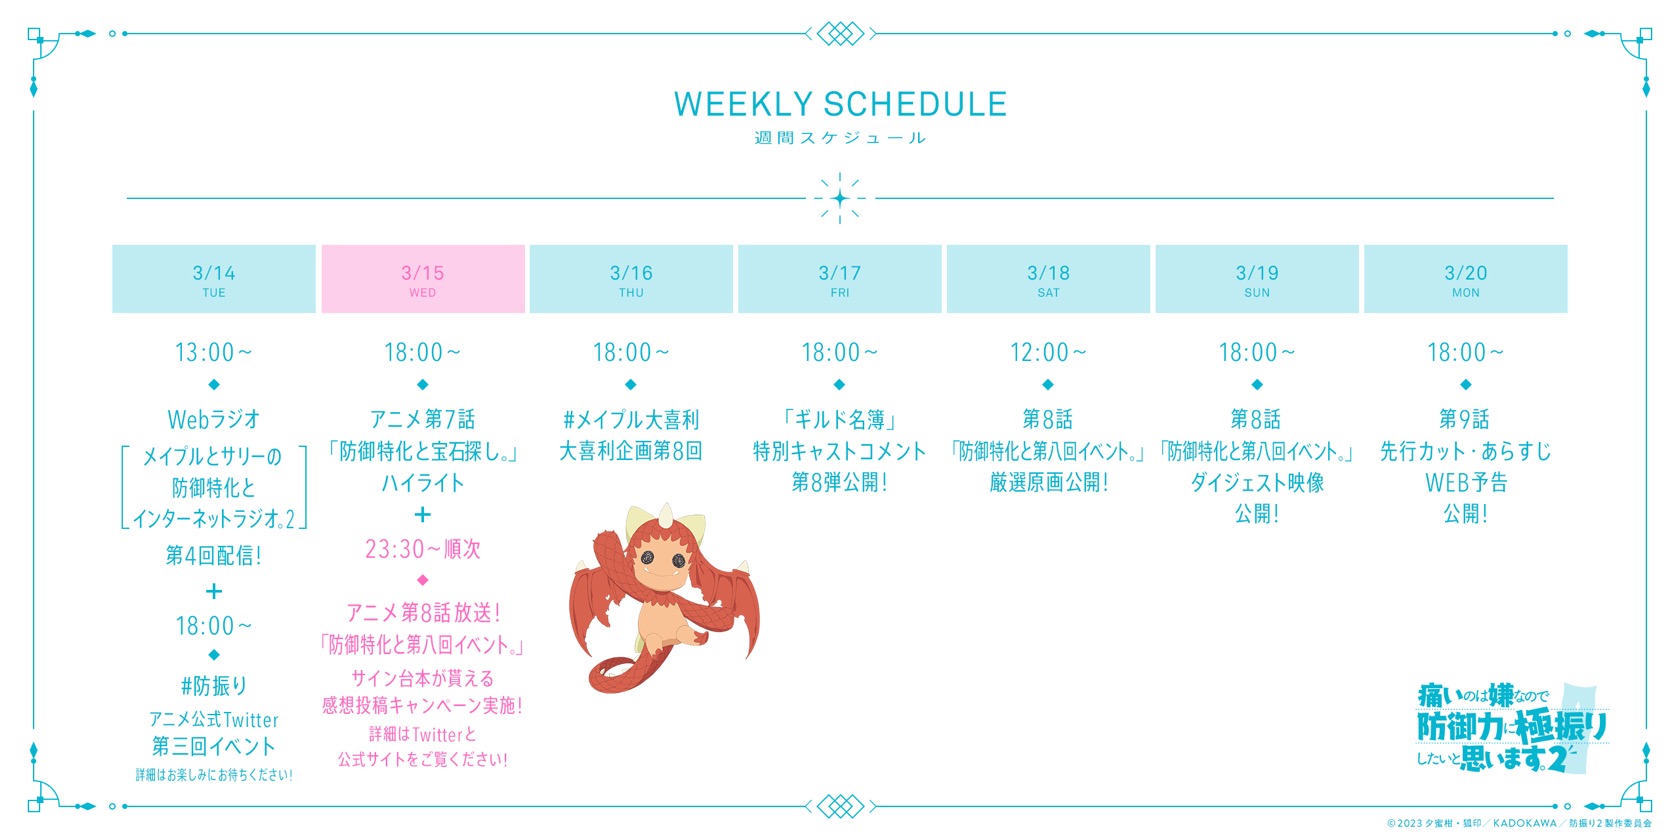 WEEKLY SCHEDULE
週間スケジュール
3/14
TUE
13:00～
Webラジオ
メイプルとサリーの
防御特化と
インターネットラジオ。2
第4回配信!
+
18:00～
#防振り
アニメ公式Twitter
第三回イベント
詳細はお楽しみにお待ちください!
3/15
WED
18:00～
アニメ第7話
「防御特化と宝石探し。」
ハイライト
+
23:30～順次
アニメ第8話放送!
「防御特化と第八回イベント。」
サイン台本が貰える
感想投稿キャンペーン実施!
詳細はTwitterと
公式サイトをご覧ください!
3/16
THU
18:00～
#メイプル大喜利
大喜利企画第8回
3/17
FRI
18:00～
「ギルド名簿」
特別キャストコメント
第8弾公開!
3/18
SAT
12:00～
第8話
「防御特化と第八回イベント。」
厳選原画公開!
3/19
SUN
18:00～
第8話
「防御特化と第八回イベント。」
ダイジェスト映像
公開!
3/20
MON
18:00～
第9話
先行カット・あらすじ
WEB予告
公開!
痛いのは嫌なので
防御力に極振り
したいと思います。2
©2023 夕蜜柑・狐印／KADOKAWA／防振り2製作委員会